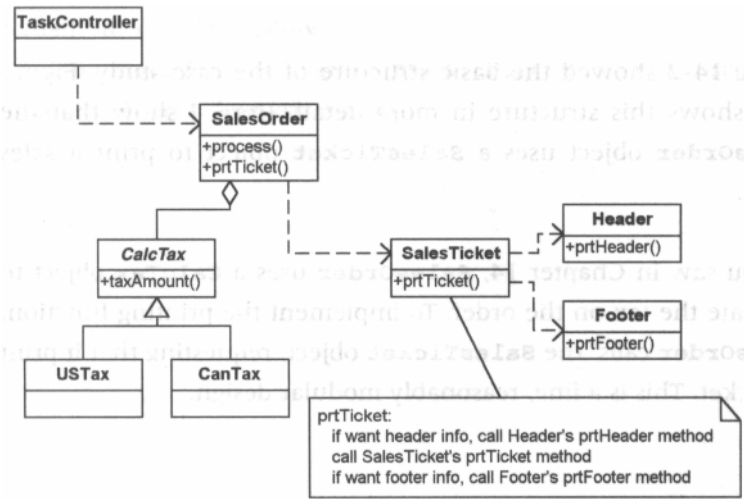 TaskController
SalesOrder
+process()
+prtTicket()
CalcTax
+taxAmount()
SalesTicket
+prtTicket()
Header
+prtHeader()
Footer
+prtFooter()
USTax
CanTax
prtTicket:
if want header info, call Header's prtHeader method
call SalesTicket's prtTicket method
if want footer info, call Footer's prtFooter method